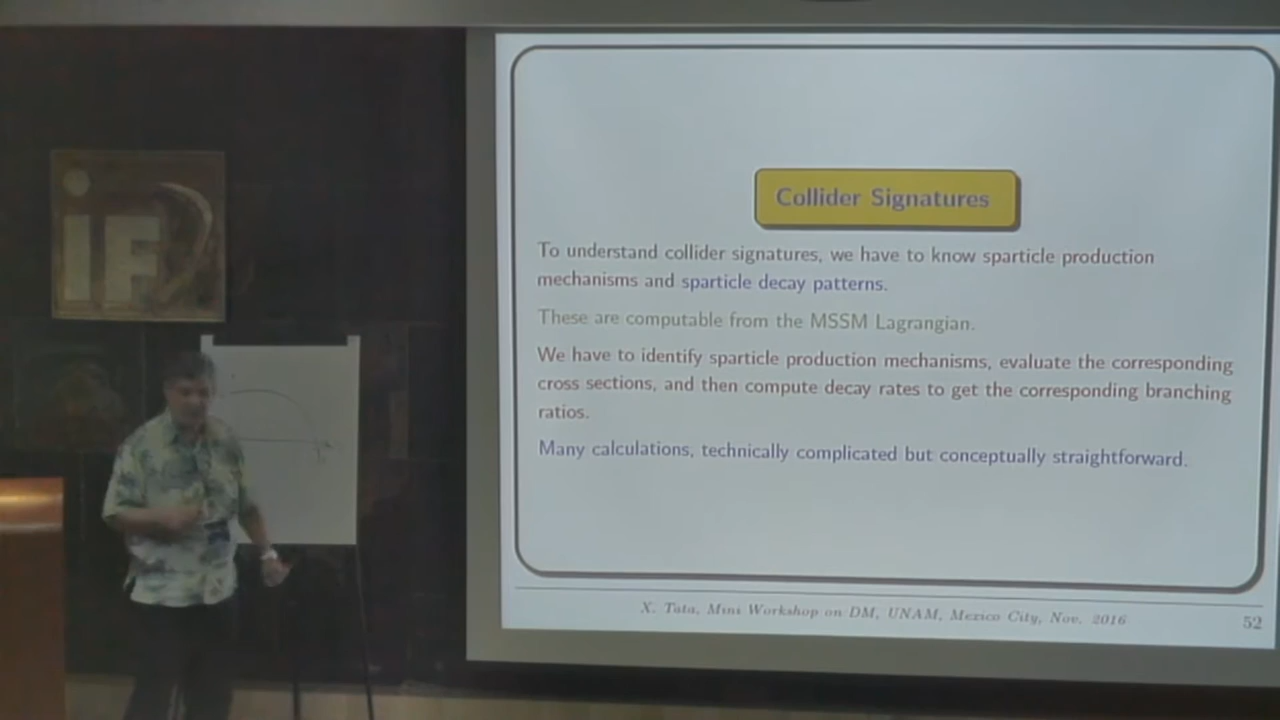 iF
Collider Signatures
To understand collider signatures, we have to know sparticle production
mechanisms and sparticle decay patterns.
These are computable from the MSSM Lagrangian.
We have to identify sparticle production mechanisms, evaluate the corresponding
cross sections, and then compute decay rates to get the corresponding branching
ratios.
Many calculations, technically complicated but conceptually straightforward.
X. Tata, Mini Workshop on DM, UNAM, Mexico City, Nov. 2016
52